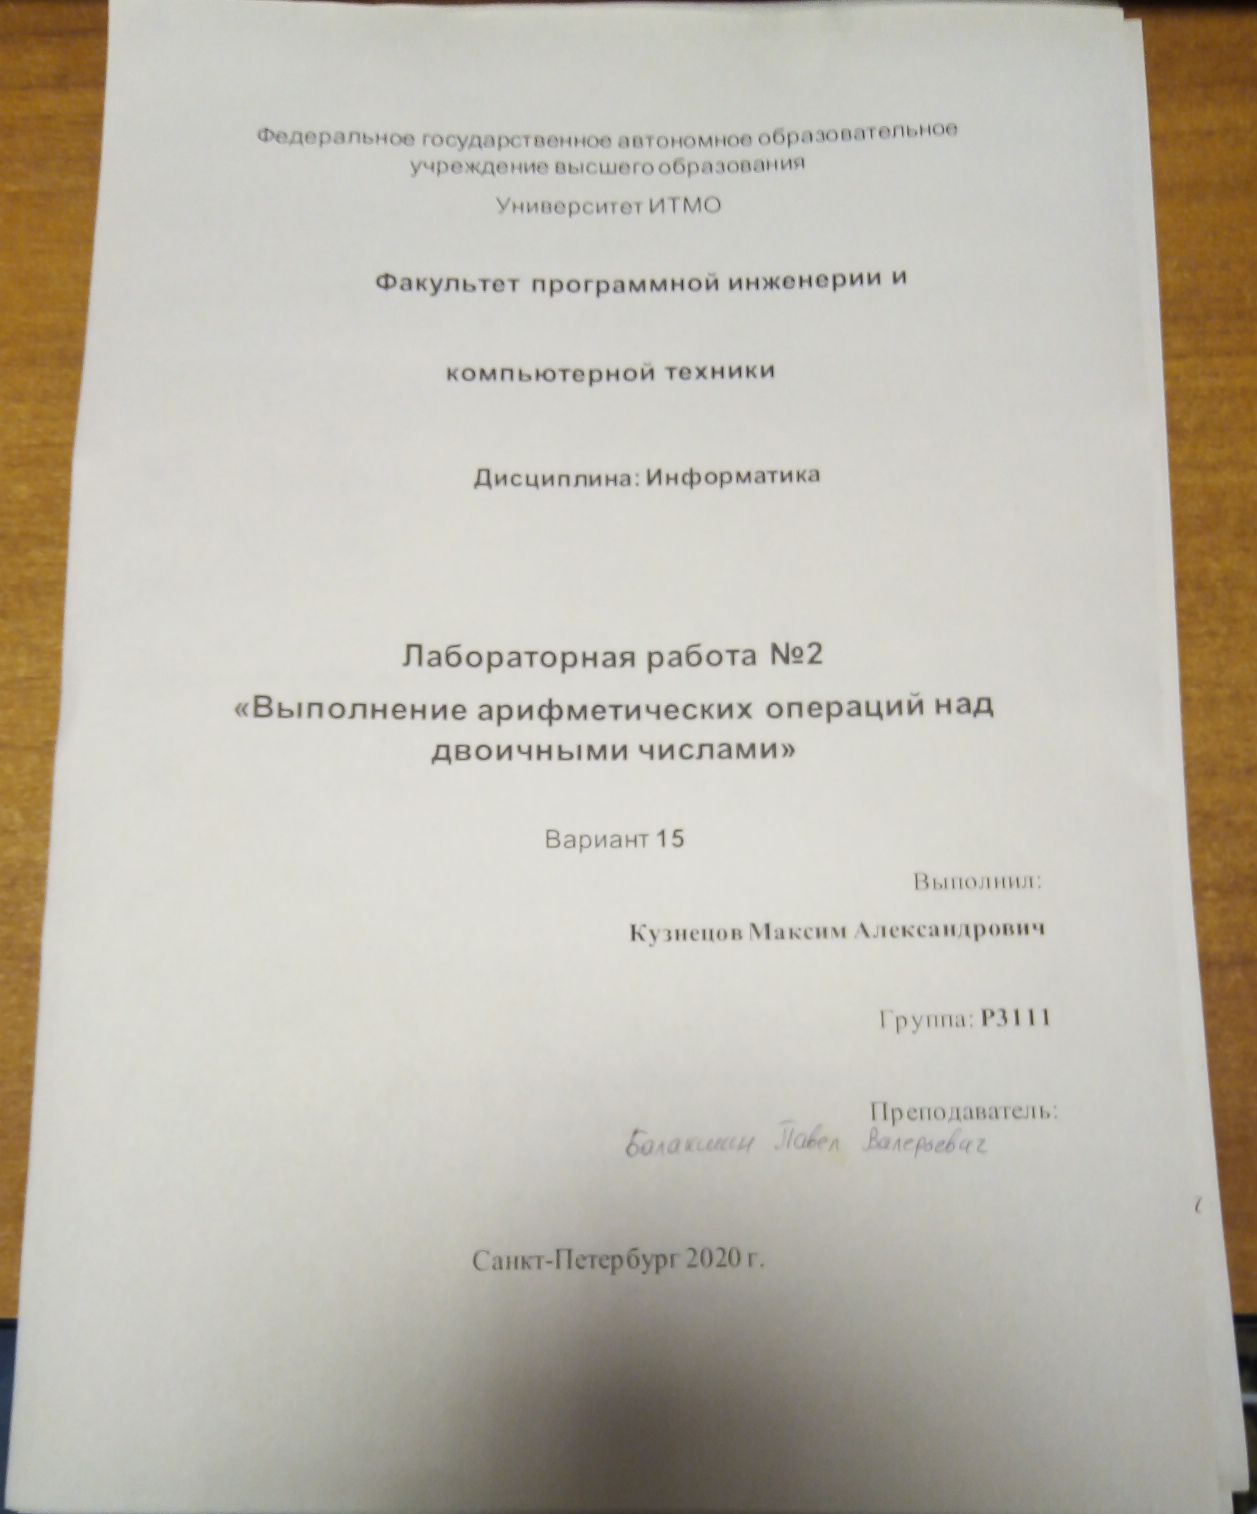 Федеральное государственное автономное образовательное
учреждение высшего образования
Университет ИТМО
Факультет программной инженерии и
компьютерной техники
Дисциплина: Информатика
Лабораторная работа №2
«Выполнение арифметических операций над
двоичными числами»
Вариант 15
Выполнил:
Кузнецов Максим Александрович
Группа: P3111
Преподаватель:
Балакшин Павел Валерьевич
Санкт-Петербург 2020 г.